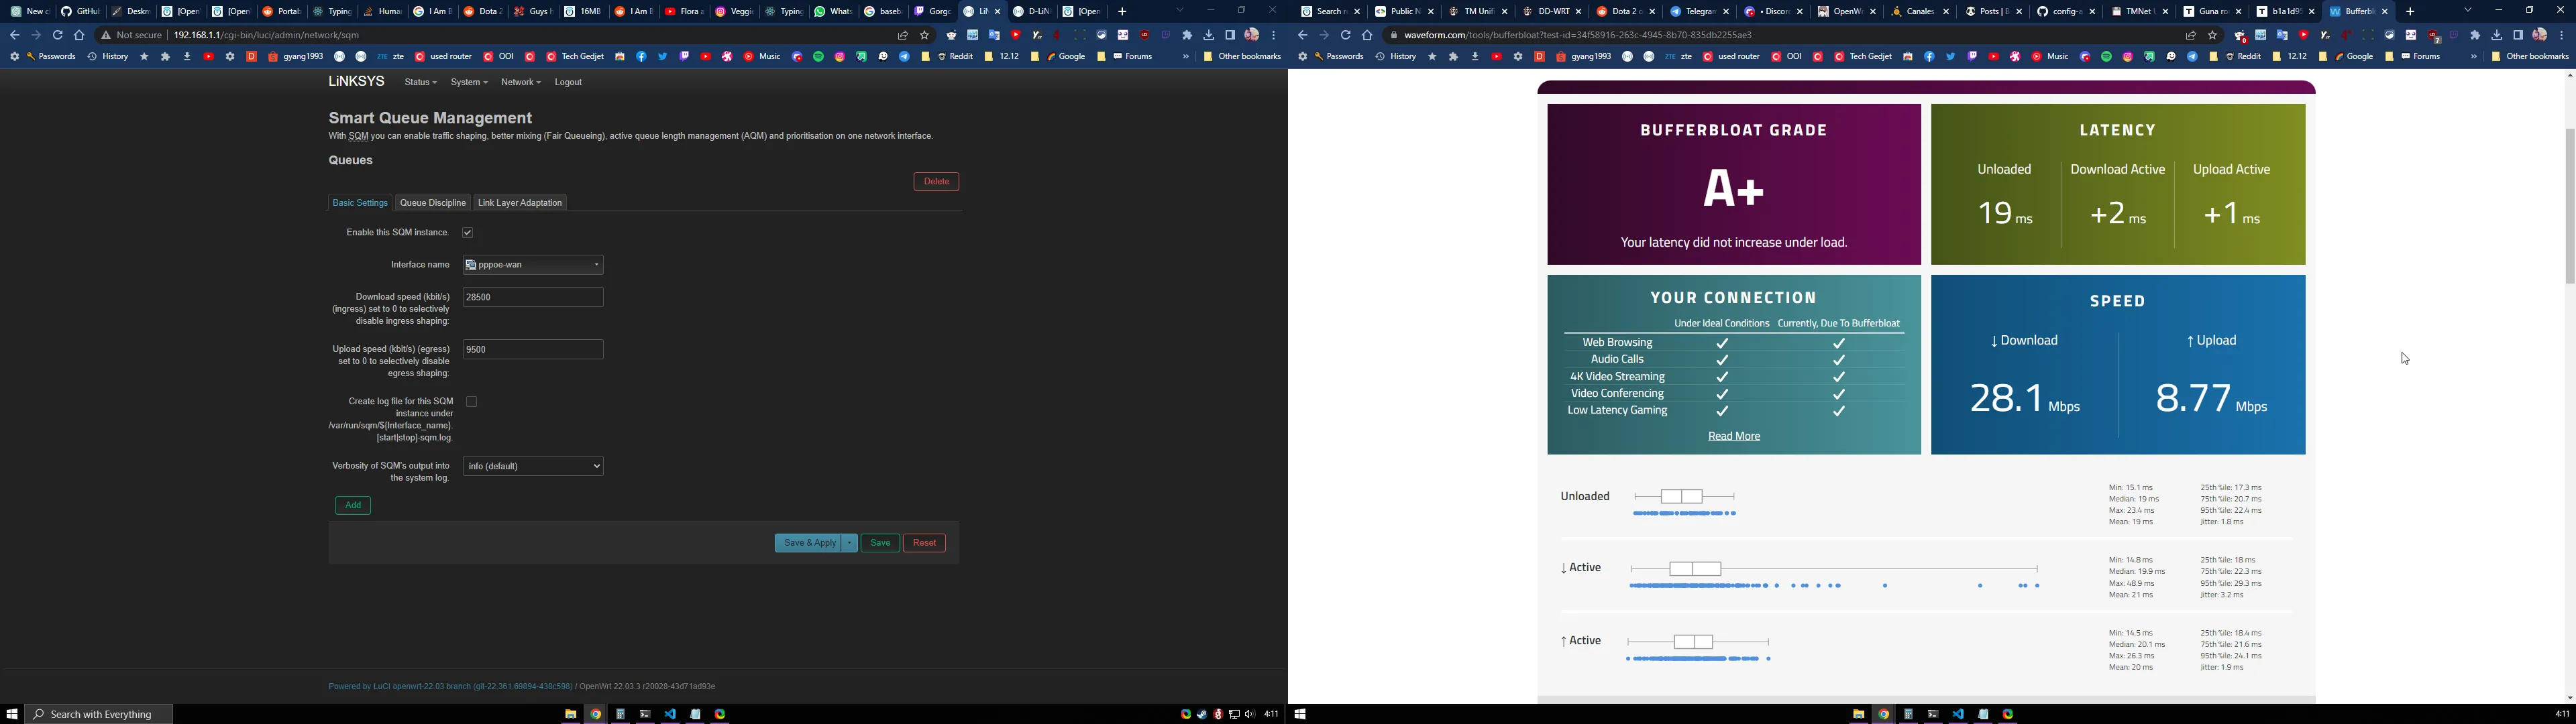 New c
GitHub
Deskm
[Open
[Open
Portab
Typing
Huma
I Am B
Dota 2
Guys H
16MB
I Am B
Flora a
Veggie
Typing
Whats
baseb
Gorgc
LiN
D-LiNE
[Open
Not secure | 192.168.1.1/cgi-bin/luci/admin/network/sqm
Passwords
History
gyang1993
zte
used router
OOI
Tech Gedjet
Music
Reddit
12.12
Google
Forums
»
Other bookmarks
LiNKSYS
Status
System
Network
Logout
Smart Queue Management
With SQM you can enable traffic shaping, better mixing (Fair Queueing), active queue length management (AQM) and prioritisation on one network interface.
Queues
Delete
Basic Settings
Queue Discipline
Link Layer Adaptation
Enable this SQM instance.
Interface name
pppoe-wan
Download speed (kbit/s)
(ingress) set to 0 to selectively
disable ingress shaping:
28500
Upload speed (kbit/s) (egress)
set to 0 to selectively disable
egress shaping:
9500
Create log file for this SQM
instance under
/var/run/sqm/${Interface_name}.
[start|stop]-sqm.log.
Verbosity of SQM's output into
the system log.
info (default)
Add
Save & Apply
Save
Reset
Powered by LuCI openwrt-22.03 branch (git-22.361.69894-438c598) / OpenWrt 22.03.3 r20028-43d71ad93e
Search with Everything
4:11
Search r
Public N
TM Unifi
DD-WRT
Dota 2 c
Telegram
Discord
OpenWr
Canales
Posts | B
config-a
TMNet
Guna ro
b1a1d95
Bufferbl
waveform.com/tools/bufferbloat?test-id=34f58916-263c-4945-8b70-835db2255ae3
Passwords
History
gyang1993
zte
used router
OOI
Tech Gedjet
Music
Reddit
12.12
Google
Forums
»
Other bookmarks
BUFFERBLOAT GRADE
A+
Your latency did not increase under load.
LATENCY
Unloaded
Download Active
Upload Active
19 ms
+2 ms
+1 ms
YOUR CONNECTION
Under Ideal Conditions
Currently, Due To Bufferbloat
Web Browsing
Audio Calls
4K Video Streaming
Video Conferencing
Low Latency Gaming
Read More
SPEED
↓ Download
↑ Upload
28.1 Mbps
8.77 Mbps
Unloaded
Min: 15.1 ms
25th %ile: 17.3 ms
Median: 19 ms
75th %ile: 20.7 ms
Max: 23.4 ms
95th %ile: 22.4 ms
Mean: 19 ms
Jitter: 1.8 ms
↓ Active
Min: 14.8 ms
25th %ile: 18 ms
Median: 19.9 ms
75th %ile: 22.3 ms
Max: 48.9 ms
95th %ile: 29.3 ms
Mean: 21 ms
Jitter: 3.2 ms
↑ Active
Min: 14.5 ms
25th %ile: 18.4 ms
Median: 20.1 ms
75th %ile: 21.6 ms
Max: 26.3 ms
95th %ile: 24.1 ms
Mean: 20 ms
Jitter: 1.9 ms
4:11